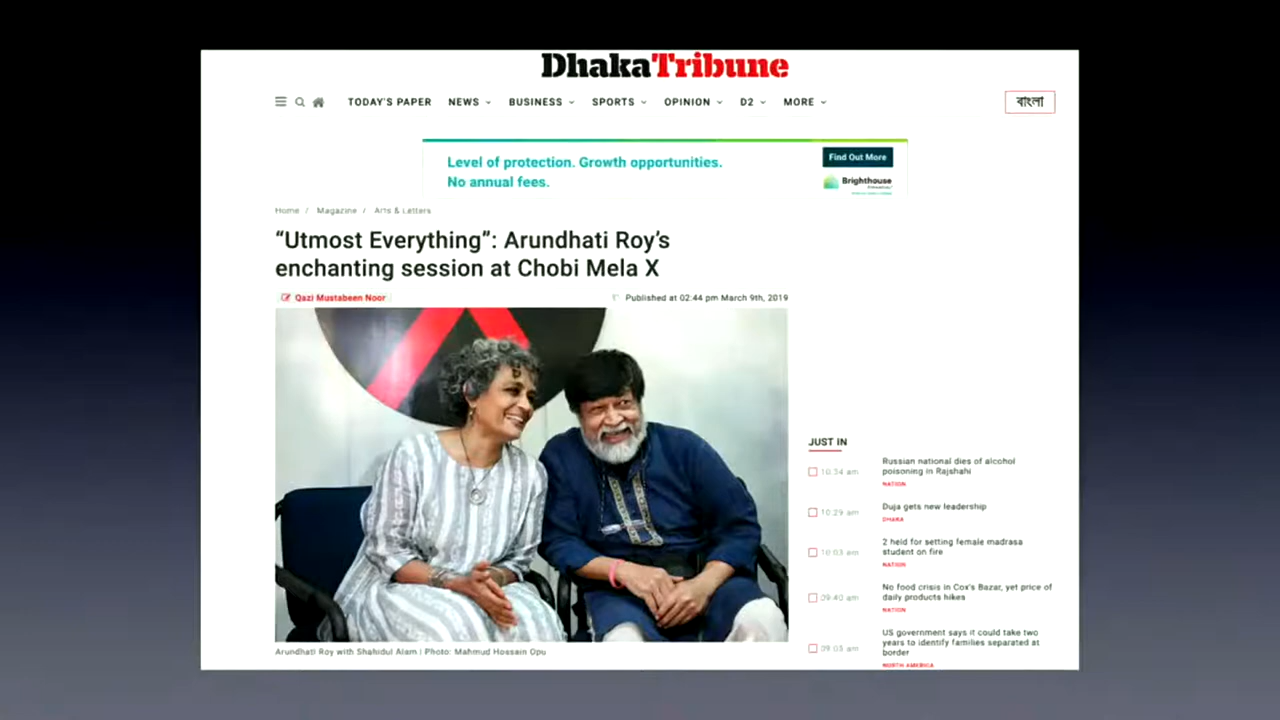 DhakaTribune
TODAY'S PAPER NEWS BUSINESS SPORTS OPINION D2 MORE বাংলা
Level of protection. Growth opportunities.
No annual fees.
Find Out More
Brighthouse
Home / Magazine / Arts & Letters
“Utmost Everything”: Arundhati Roy’s
enchanting session at Chobi Mela X
Qazi Mustabeen Noor
Published at 02:44 pm March 9th, 2019
Arundhati Roy with Shahidul Alam | Photo: Mahmud Hossain Opu
JUST IN
10:34 am
Russian national dies of alcohol
poisoning in Rajshahi
NATION
10:29 am
Duja gets new leadership
DHAKA
10:03 am
2 held for setting female madrasa
student on fire
NATION
09:40 am
No food crisis in Cox's Bazar, yet price of
daily products hikes
NATION
09:05 am
US government says it could take two
years to identify families separated at
border
NORTH AMERICA